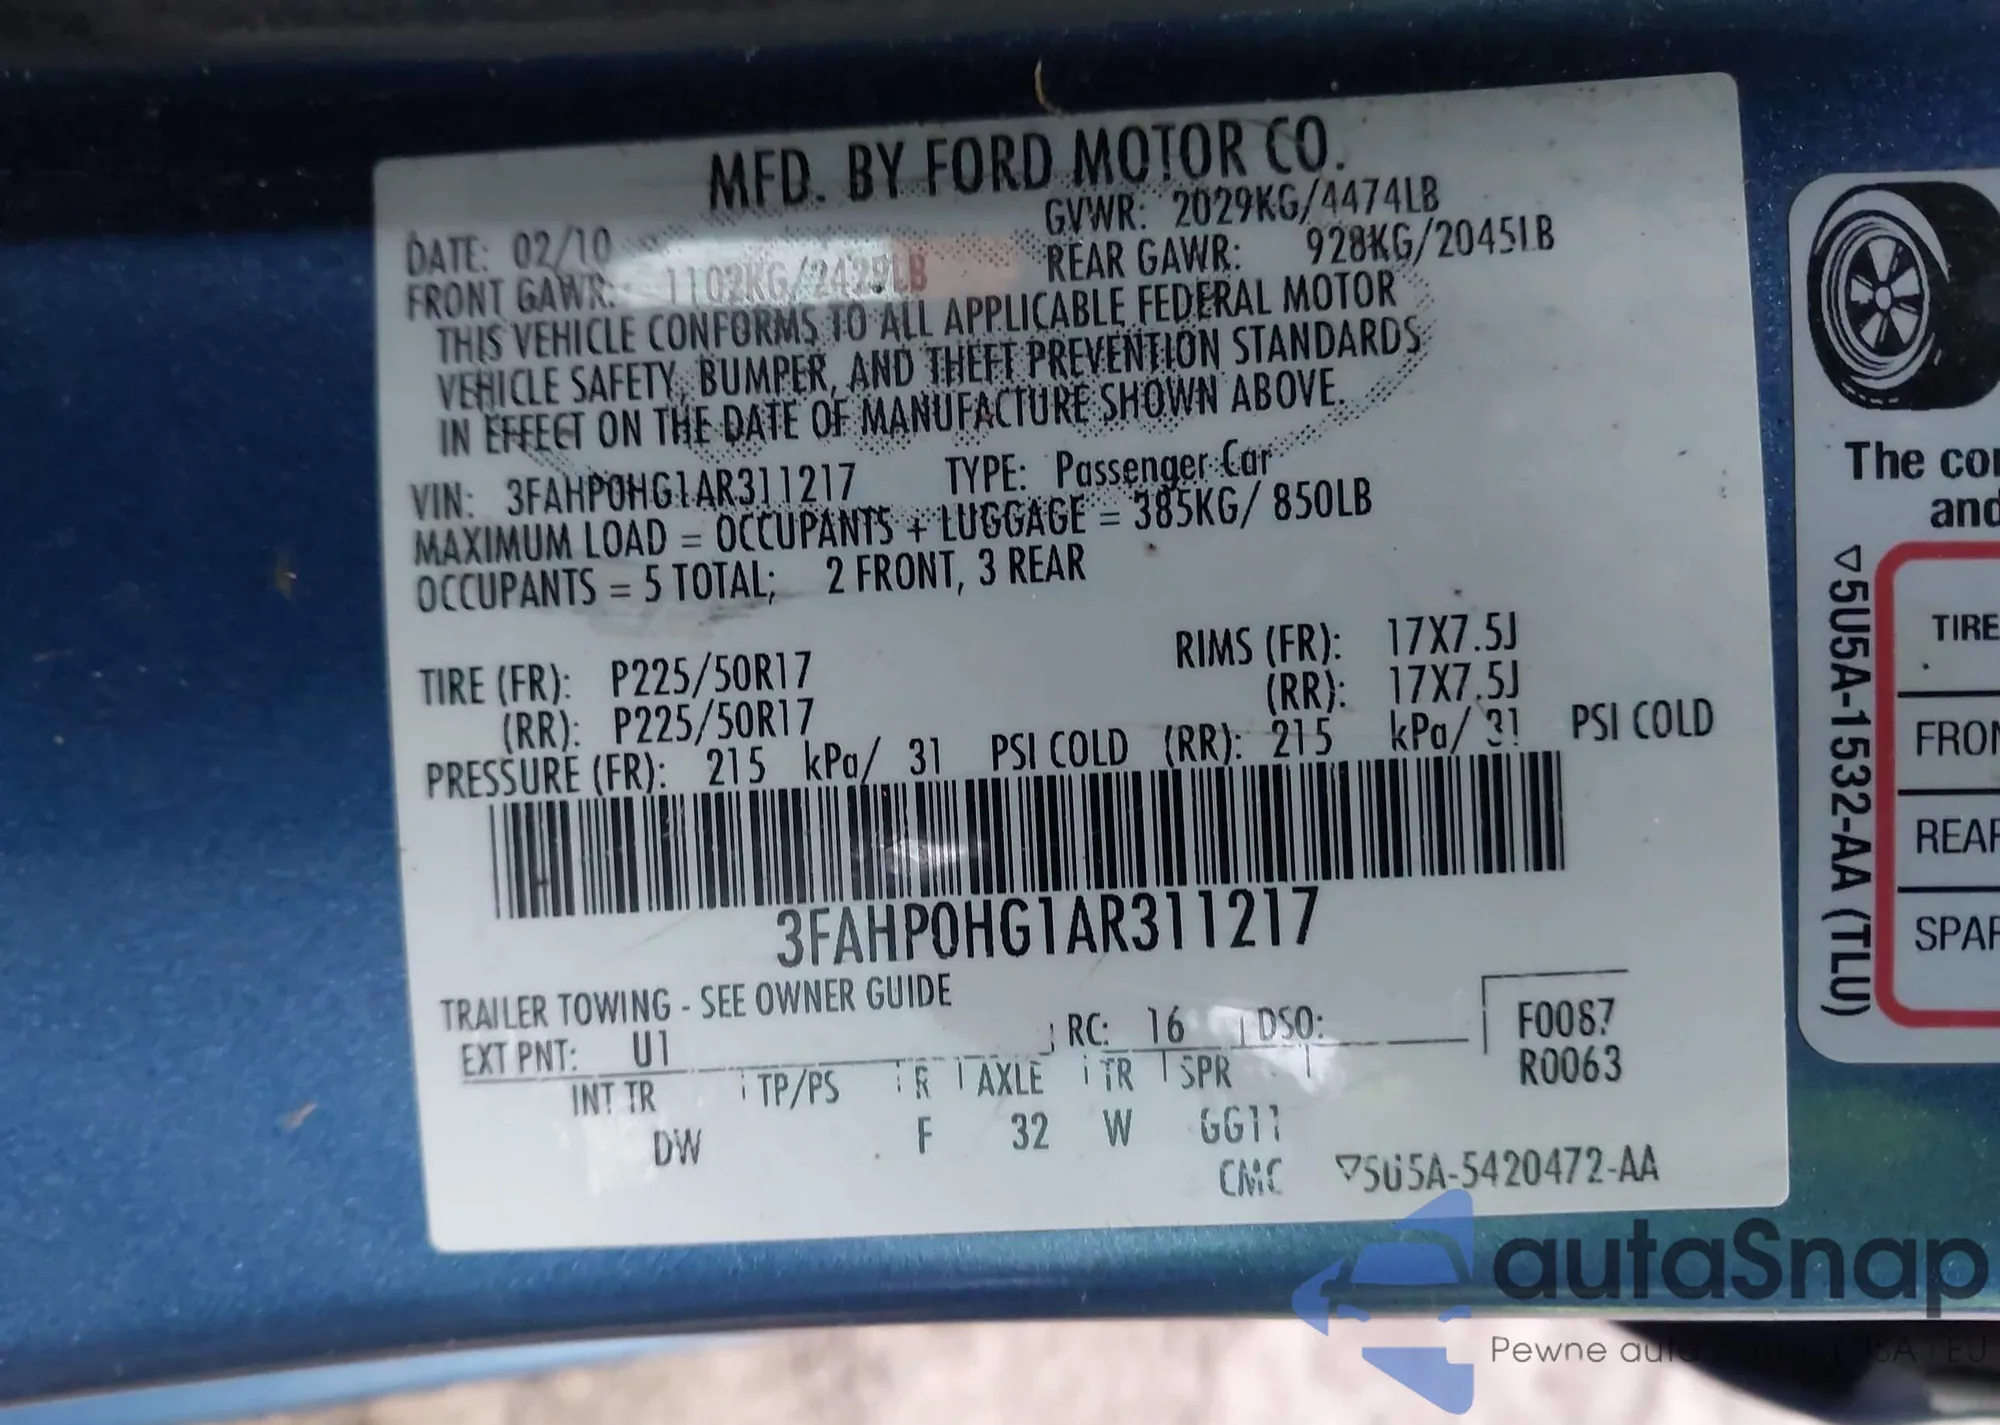 MFD. BY FORD MOTOR CO.
DATE: 02/10 GVWR: 2029KG/4474LB
FRONT GAWR: 1102KG/2429LB REAR GAWR: 928KG/2045LB
THIS VEHICLE CONFORMS TO ALL APPLICABLE FEDERAL MOTOR
VEHICLE SAFETY, BUMPER, AND THEFT PREVENTION STANDARDS
IN EFFECT ON THE DATE OF MANUFACTURE SHOWN ABOVE.
VIN: 3FAHP0HG1AR311217 TYPE: Passenger Car
MAXIMUM LOAD = OCCUPANTS + LUGGAGE = 385KG/ 850LB
OCCUPANTS = 5 TOTAL; 2 FRONT, 3 REAR
TIRE (FR): P225/50R17 RIMS (FR): 17X7.5J
(RR): P225/50R17 (RR): 17X7.5J
PRESSURE (FR): 215 kPa/ 31 PSI COLD (RR): 215 kPa/ 31 PSI COLD
3FAHP0HG1AR311217
TRAILER TOWING - SEE OWNER GUIDE
EXT PNT: U1 RC: 16 DSO: F0087
R0063
INT TR TP/PS R AXLE TR SPR
DW F 32 W GG11
CMC ▽5U5A-5420472-AA
The
and
▽5U5A-1532-AA (TLU)
TIRE
autaSnap
Pewne